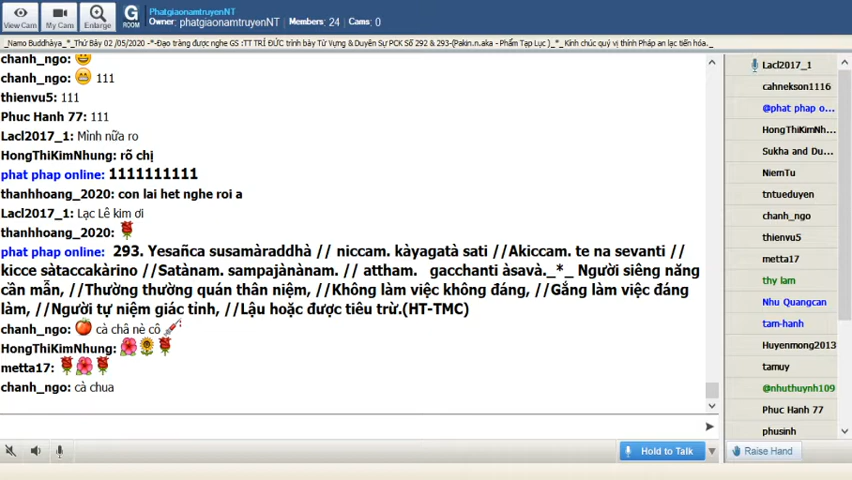 View Cam
My Cam
Enlarge
G
ROOM
PhatgiaonamtruyenNT
Owner: phatgiaonamtruyenNT
Members: 24
Cams: 0
_Namo Buddhàya_*_Thứ Bảy 02 /05/2020 -*-Đạo tràng được nghe GS :TT TRÍ ĐỨC trình bày Từ Vựng & Duyên Sự PCK Số 292 & 293-(Pakin.n.aka - Phẩm Tạp Lục )_*_ Kính chúc quý vị thính Pháp an lạc tiến hóa._
chanh_ngo:
chanh_ngo: 111
thienvu5: 111
Phuc Hanh 77: 111
Lacl2017_1: Mình nữa ro
HongThiKimNhung: rõ chị
phat phap online: 1111111111
thanhhoang_2020: con lai het nghe roi a
Lacl2017_1: Lạc Lê kim ơi
thanhhoang_2020:
phat phap online: 293. Yesañca susamàraddhà // niccam. kàyagatà sati //Akiccam. te na sevanti //
kicce sàtaccakàrino //Satànam. sampajànànam. // attham. gacchanti àsavà._*_ Người siêng năng
cần mẫn, //Thường thường quán thân niệm, //Không làm việc không đáng, //Gắng làm việc đáng
làm, //Người tự niệm giác tỉnh, //Lậu hoặc được tiêu trừ.(HT-TMC)
chanh_ngo: cà chã nè cô
HongThiKimNhung:
metta17:
chanh_ngo: cà chua
Hold to Talk
Lacl2017_1
cahnekson1116
@phat phap o...
HongThiKimNh...
Sukha and Du...
NiemTu
tntueduyen
chanh_ngo
thienvu5
metta17
thy lam
Nhu Quangcan
tam-hanh
Huyenmong2013
tamuy
@nhuthuynh109
Phuc Hanh 77
phusinh
Raise Hand